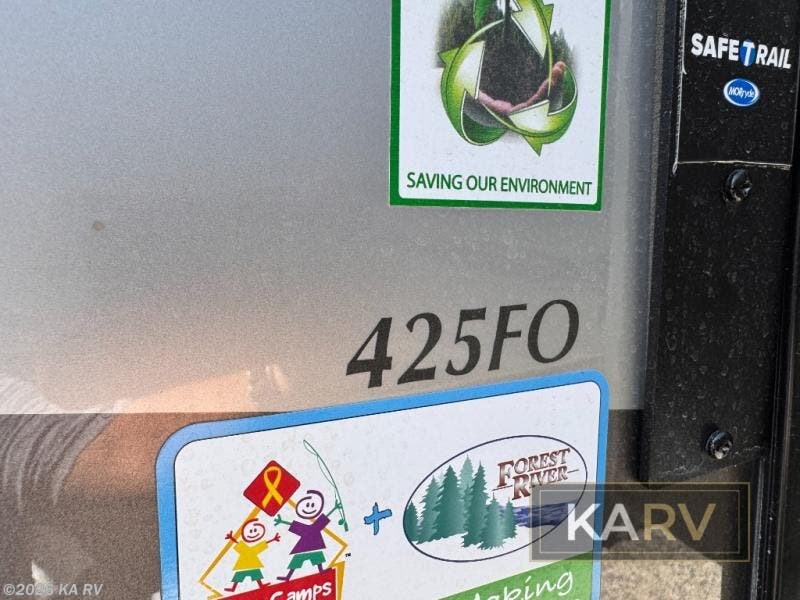 SAFETRAIL
MORryde
SAVING OUR ENVIRONMENT
425FO
FOREST
RIVER
+
KARV
Camps
Making
©2026 KA RV